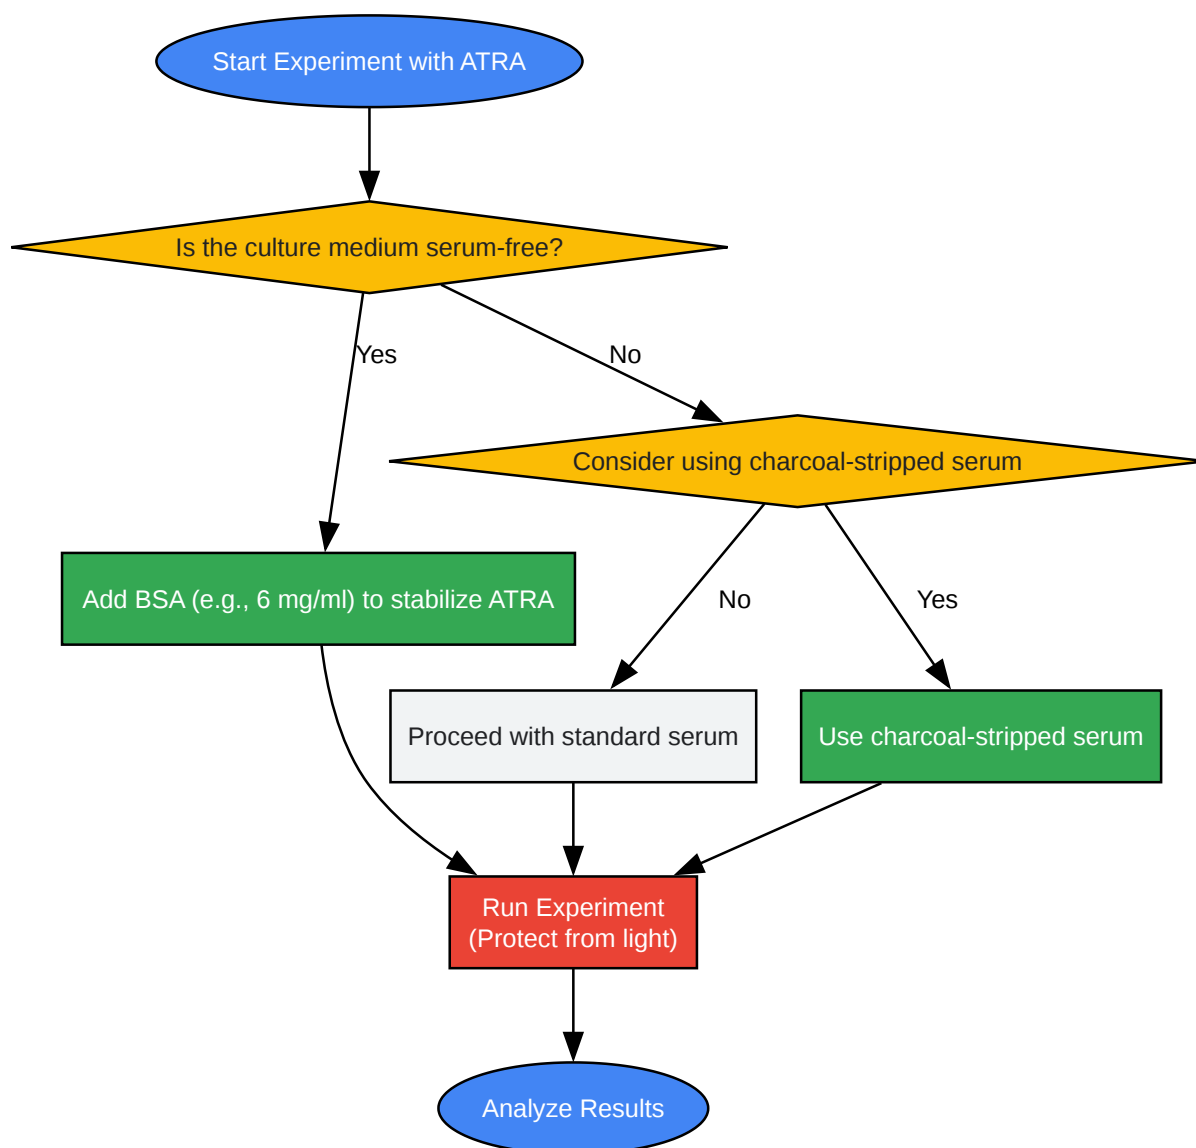 Start Experiment with ATRA
Is the culture medium serum-free?
Yes
No
Consider using charcoal-stripped serum
Add BSA (e.g., 6 mg/ml) to stabilize ATRA
No
Yes
Proceed with standard serum
Use charcoal-stripped serum
Run Experiment
(Protect from light)
Analyze Results